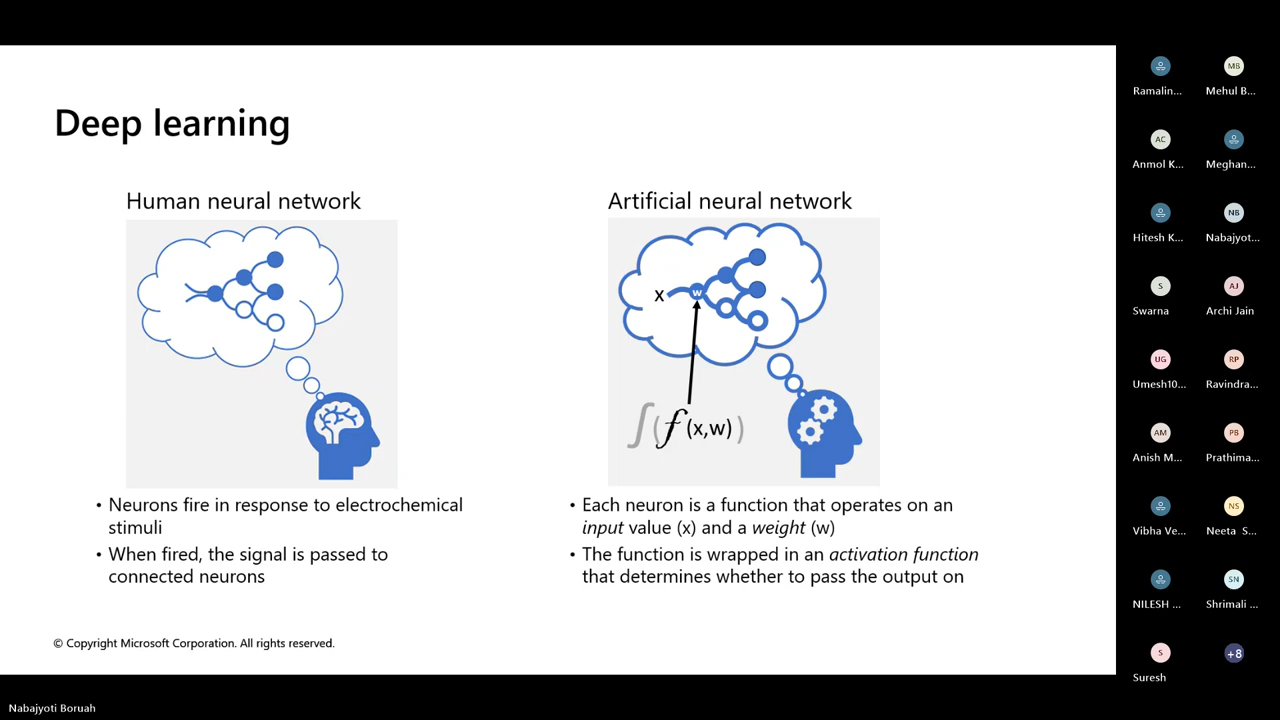 Deep learning
Human neural network
• Neurons fire in response to electrochemical
stimuli
• When fired, the signal is passed to
connected neurons
Artificial neural network
x
w
∫(f(x,w))
• Each neuron is a function that operates on an
input value (x) and a weight (w)
• The function is wrapped in an activation function
that determines whether to pass the output on
© Copyright Microsoft Corporation. All rights reserved.
MB
Ramalin... Mehul B...
AC
Anmol K... Meghan...
NB
Hitesh K... Nabajyot...
S AJ
Swarna Archi Jain
UG RP
Umesh10... Ravindra...
AM PB
Anish M... Prathima...
NS
Vibha Ve... Neeta S...
SN
NILESH ... Shrimali ...
S +8
Suresh
Nabajyoti Boruah